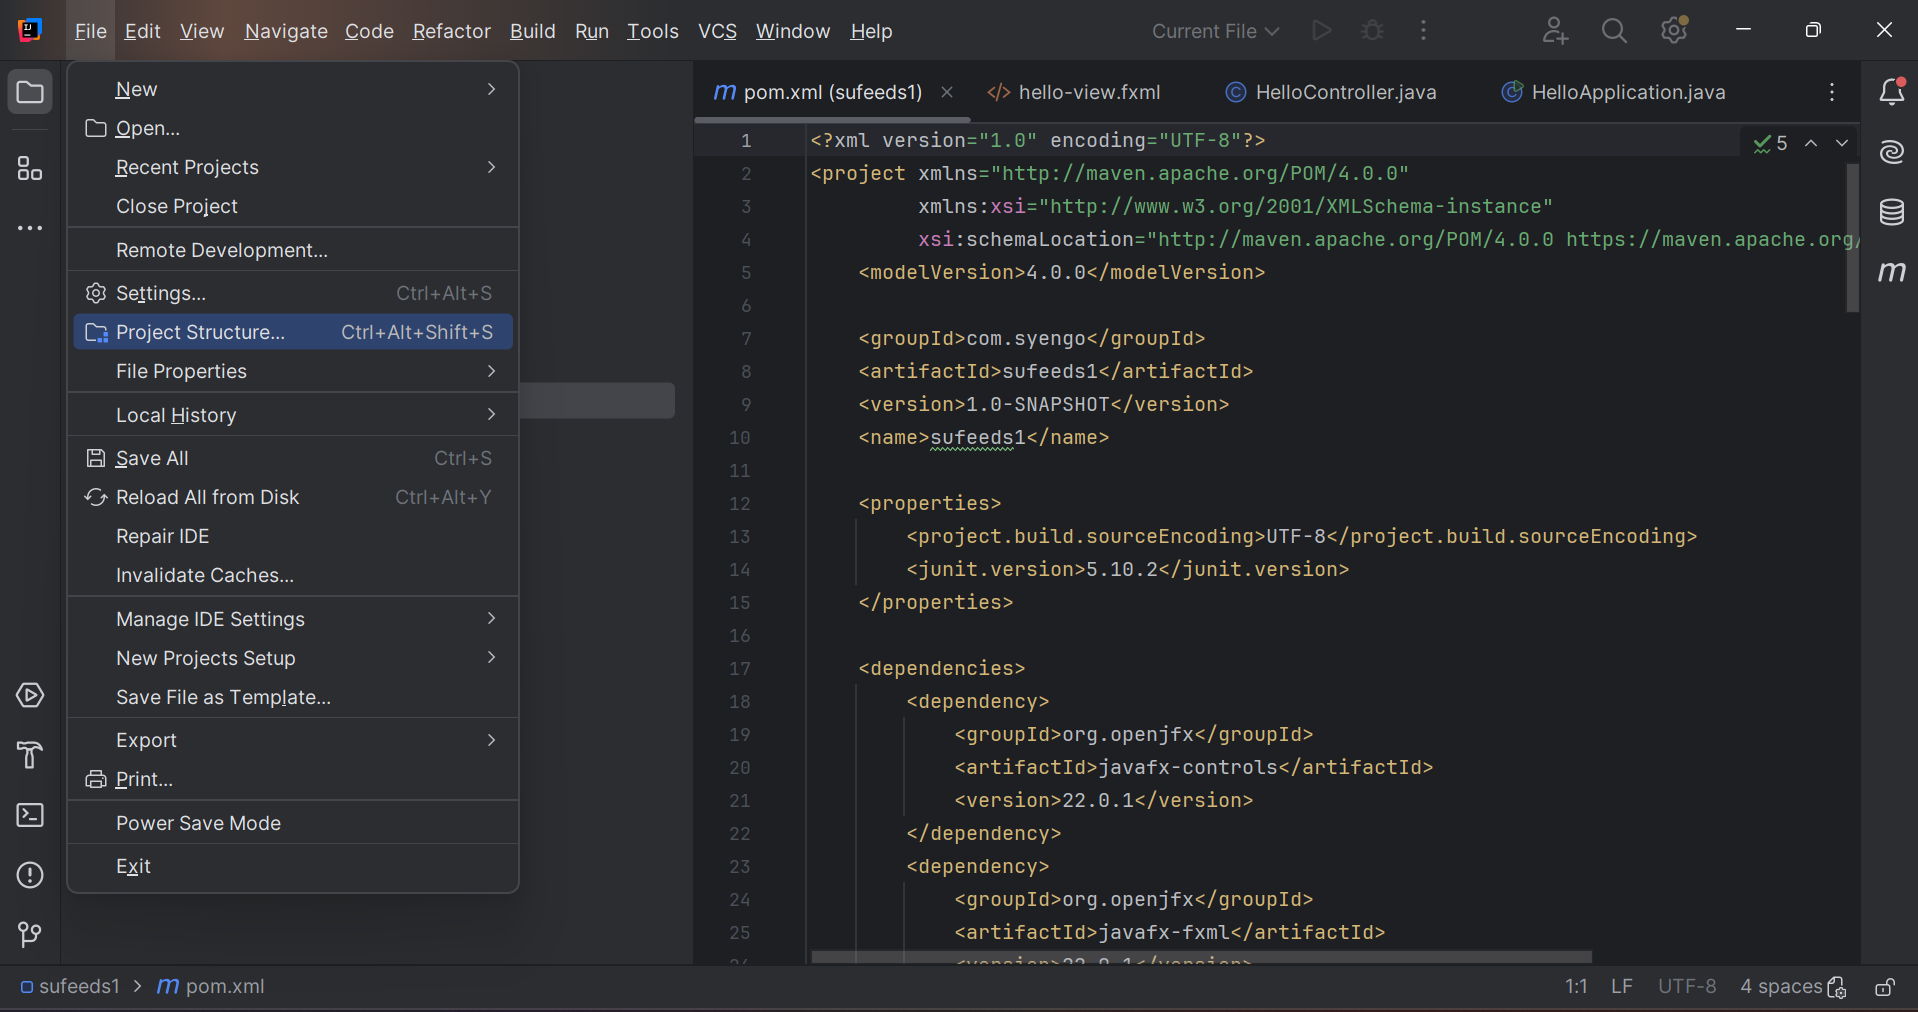 File Edit View Navigate Code Refactor Build Run Tools VCS Window Help Current File
New
Open...
Recent Projects
Close Project
Remote Development...
Settings... Ctrl+Alt+S
Project Structure... Ctrl+Alt+Shift+S
File Properties
Local History
Save All Ctrl+S
Reload All from Disk Ctrl+Alt+Y
Repair IDE
Invalidate Caches...
Manage IDE Settings
New Projects Setup
Save File as Template...
Export
Print...
Power Save Mode
Exit
m pom.xml (sufeeds1) </> hello-view.fxml C HelloController.java C HelloApplication.java
1 <?xml version="1.0" encoding="UTF-8"?> 5
2 <project xmlns="http://maven.apache.org/POM/4.0.0"
3 xmlns:xsi="http://www.w3.org/2001/XMLSchema-instance"
4 xsi:schemaLocation="http://maven.apache.org/POM/4.0.0 https://maven.apache.org/
5 <modelVersion>4.0.0</modelVersion>
6
7 <groupId>com.syengo</groupId>
8 <artifactId>sufeeds1</artifactId>
9 <version>1.0-SNAPSHOT</version>
10 <name>sufeeds1</name>
11
12 <properties>
13 <project.build.sourceEncoding>UTF-8</project.build.sourceEncoding>
14 <junit.version>5.10.2</junit.version>
15 </properties>
16
17 <dependencies>
18 <dependency>
19 <groupId>org.openjfx</groupId>
20 <artifactId>javafx-controls</artifactId>
21 <version>22.0.1</version>
22 </dependency>
23 <dependency>
24 <groupId>org.openjfx</groupId>
25 <artifactId>javafx-fxml</artifactId>
m
sufeeds1 > m pom.xml 1:1 LF UTF-8 4 spaces